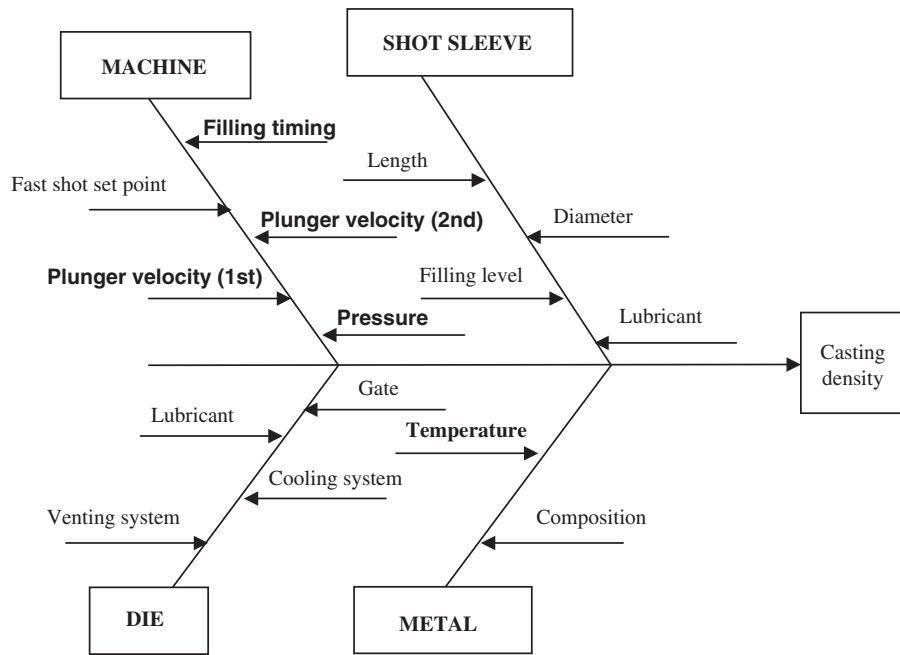 SHOT SLEEVE
MACHINE
Filling timing
Length
Fast shot set point
Plunger velocity (2nd)
Diameter
Plunger velocity (1st)
Filling level
Pressure
Lubricant
Casting
density
Gate
Lubricant
Temperature
Cooling system
Venting system
Composition
DIE
METAL